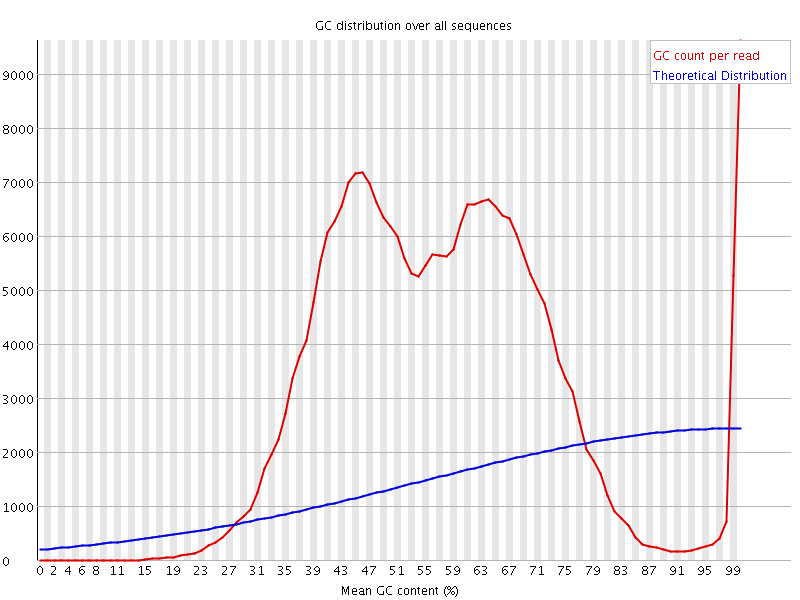 GC distribution over all sequences
GC count per read
Theoretical Distribution
9000
8000
7000
6000
5000
4000
3000
2000
1000
0
0 2 4 6 8 11 15 19 23 27 31 35 39 43 47 51 55 59 63 67 71 75 79 83 87 91 95 99
Mean GC content (%)